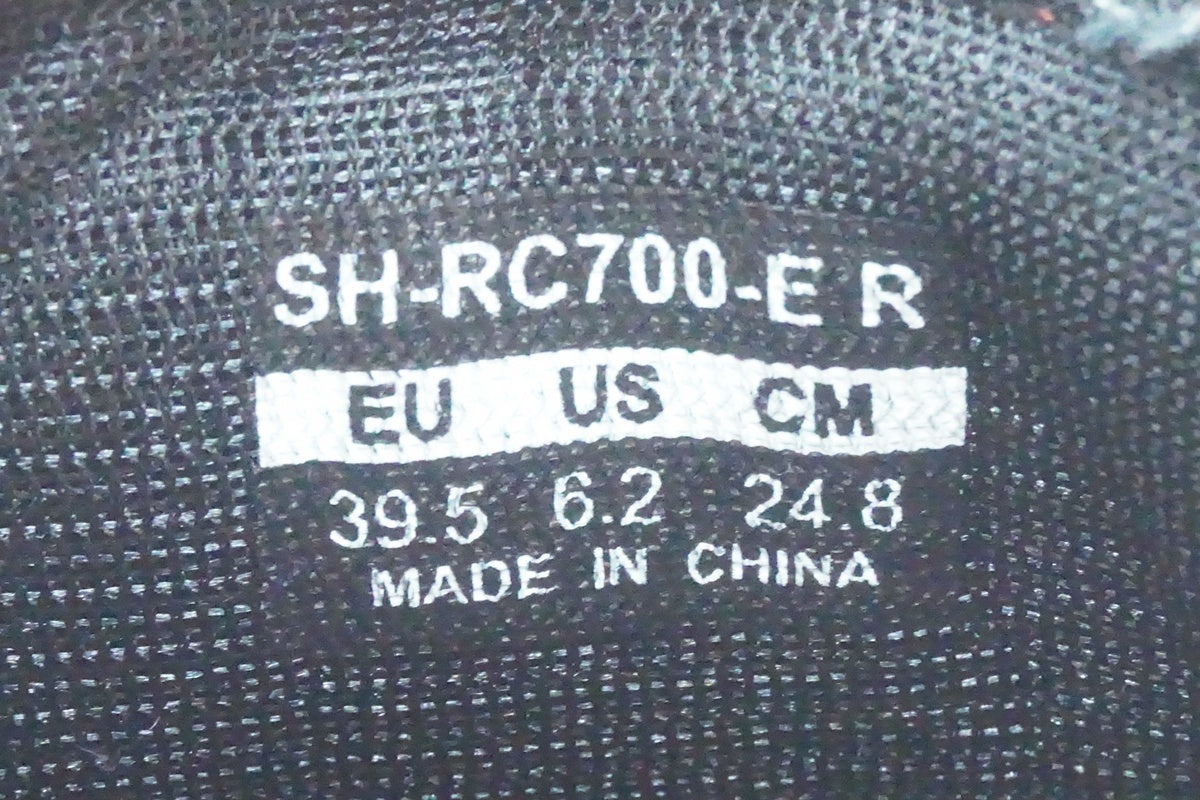 SH-RC700-E R
EU US CM
39.5 6.2 24.8
MADE IN CHINA